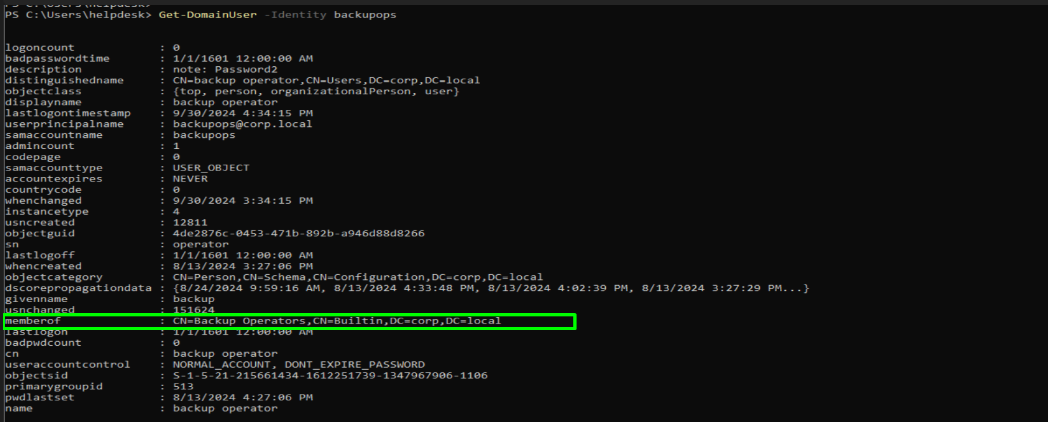 PS C:\Users\helpdesk>
PS C:\Users\helpdesk> Get-DomainUser -Identity backupops
logoncount : 0
badpasswordtime : 1/1/1601 12:00:00 AM
description : note: Password2
distinguishedname : CN=backup operator,CN=Users,DC=corp,DC=local
objectclass : {top, person, organizationalPerson, user}
displayname : backup operator
lastlogontimestamp : 9/30/2024 4:34:15 PM
userprincipalname : backupops@corp.local
samaccountname : backupops
admincount : 1
codepage : 0
samaccounttype : USER_OBJECT
accountexpires : NEVER
countrycode : 0
whenchanged : 9/30/2024 3:34:15 PM
instancetype : 4
usncreated : 12811
objectguid : 4de2876c-0453-471b-892b-a946d88d8266
sn : operator
lastlogoff : 1/1/1601 12:00:00 AM
whencreated : 8/13/2024 3:27:06 PM
objectcategory : CN=Person,CN=Schema,CN=Configuration,DC=corp,DC=local
dscorepropagationdata : {8/24/2024 9:59:16 AM, 8/13/2024 4:33:48 PM, 8/13/2024 4:02:39 PM, 8/13/2024 3:27:29 PM...}
givenname : backup
usnchanged : 151624
memberof : CN=Backup Operators,CN=Builtin,DC=corp,DC=local
lastlogon : 1/1/1601 12:00:00 AM
badpwdcount : 0
cn : backup operator
useraccountcontrol : NORMAL_ACCOUNT, DONT_EXPIRE_PASSWORD
objectsid : S-1-5-21-215661434-1612251739-1347967906-1106
primarygroupid : 513
pwdlastset : 8/13/2024 4:27:06 PM
name : backup operator